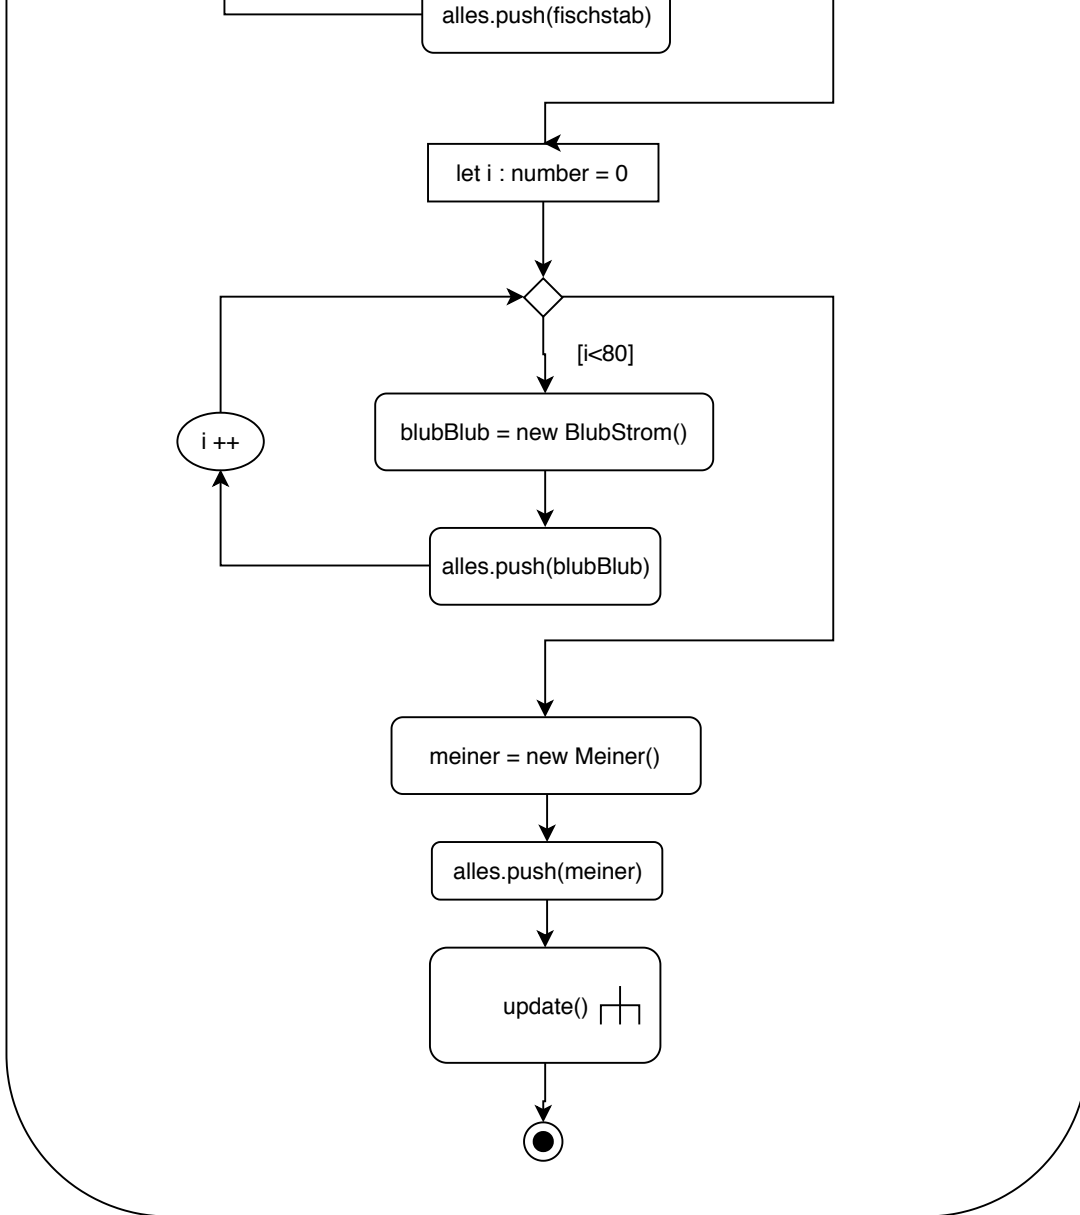 alles.push(fischstab)
let i : number = 0
[i<80]
blubBlub = new BlubStrom()
i ++
alles.push(blubBlub)
meiner = new Meiner()
alles.push(meiner)
update()